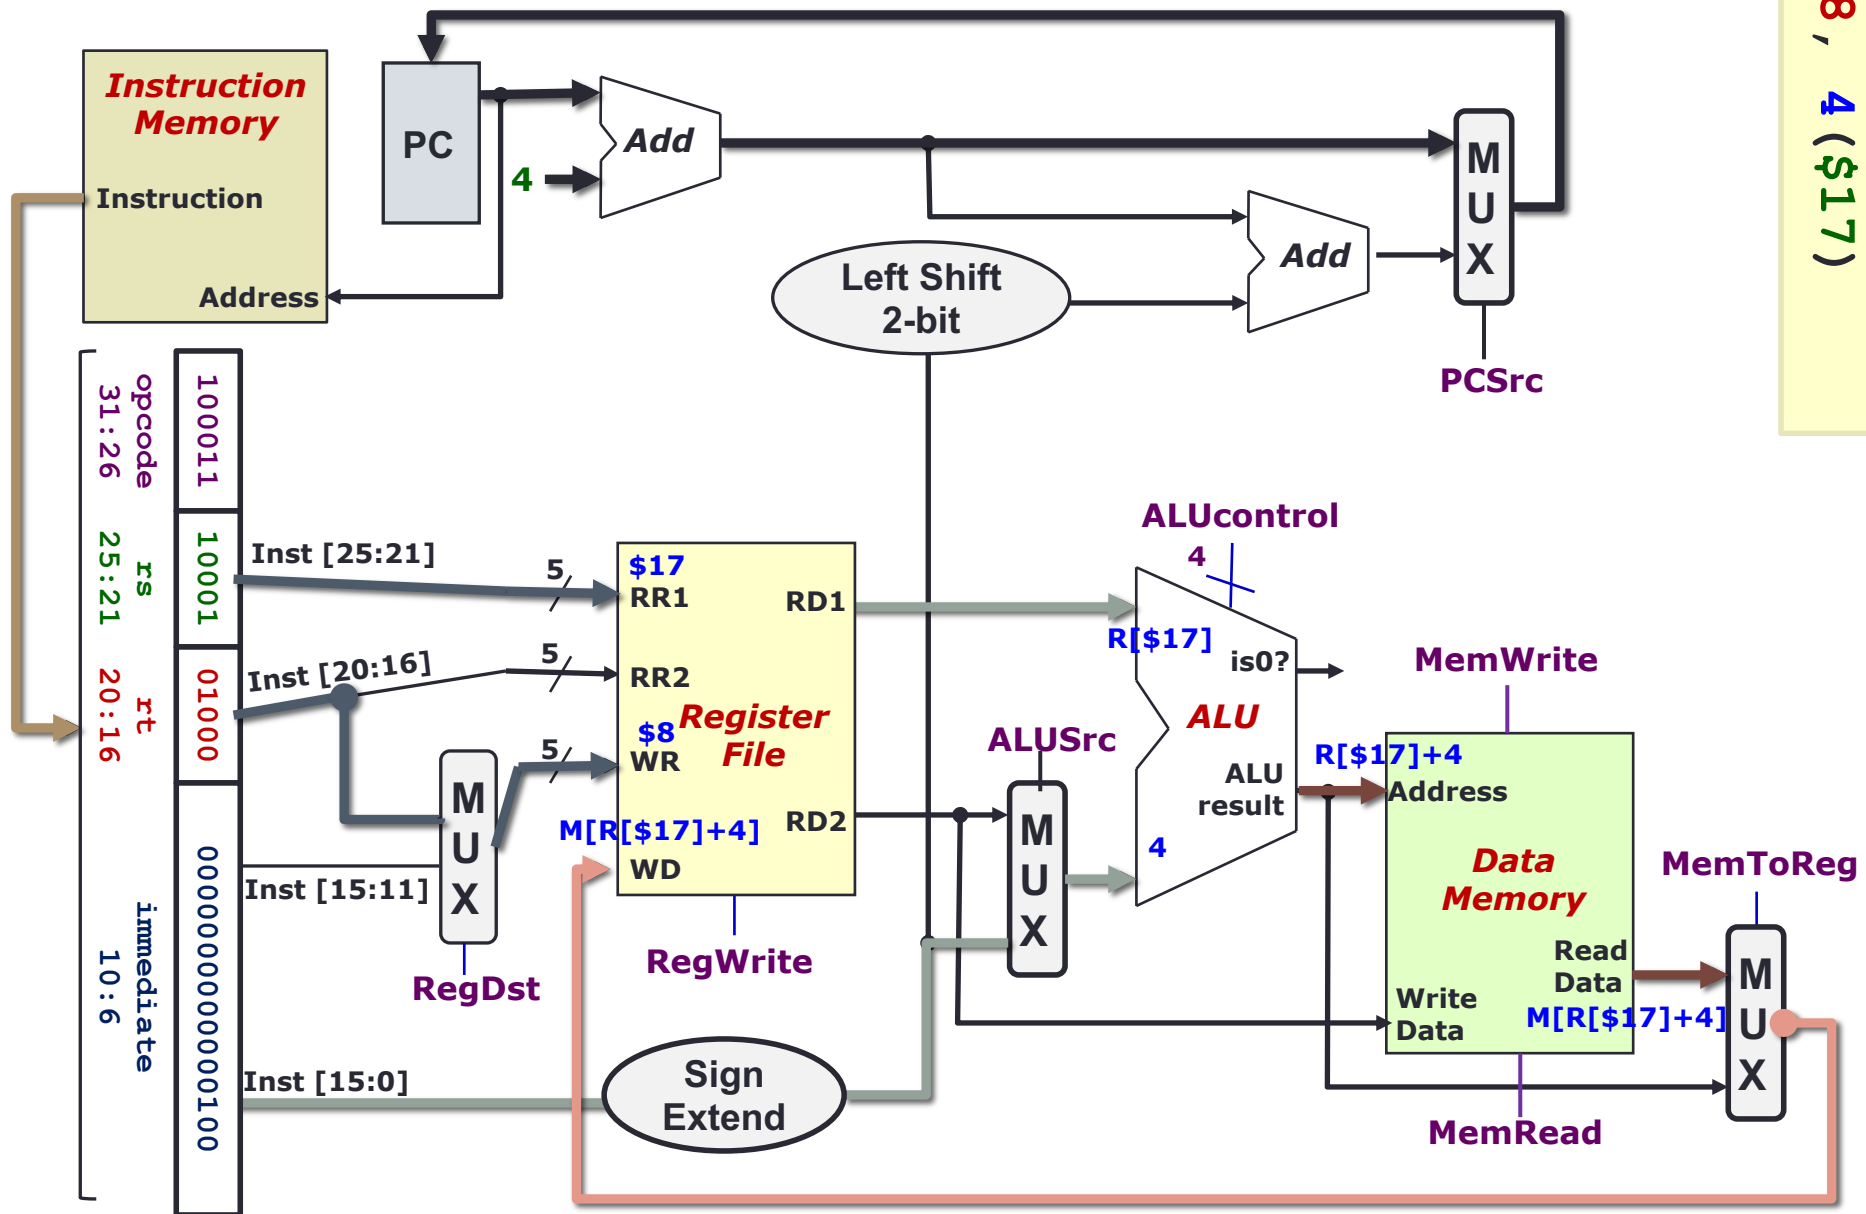 8, 4($17)
Instruction
Memory
Instruction
Address
PC
4
Add
Add
M
U
X
PCSrc
Left Shift
2-bit
opcode
31:26
100011
rs
25:21
10001
rt
20:16
01000
immediate
10:6
0000000000000100
Inst [25:21]
5
Inst [20:16]
5
5
Inst [15:11]
Inst [15:0]
M
U
X
RegDst
$17
RR1
RD1
RR2
Register
File
$8
WR
RD2
M[R[$17]+4]
WD
RegWrite
Sign
Extend
ALUSrc
M
U
X
ALUcontrol
4
R[$17]
is0?
ALU
ALU
result
4
MemWrite
R[$17]+4
Address
Data
Memory
Read
Data
Write
Data
M[R[$17]+4]
MemRead
MemToReg
M
U
X